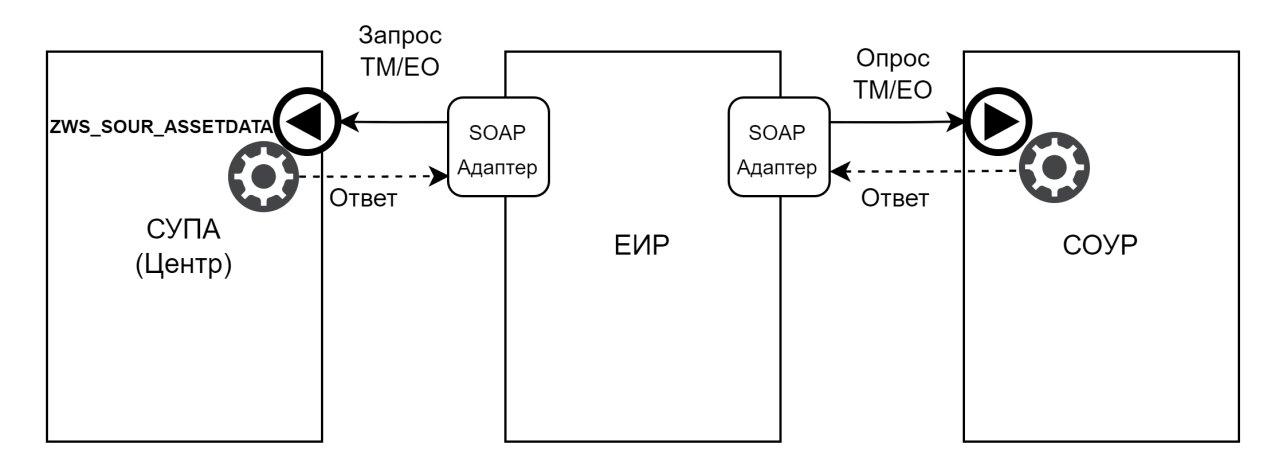 Запрос
ТМ/ЕО
Опрос
ТМ/ЕО
ZWS_SOUR_ASSETDATA
SOAP
Адаптер
SOAP
Адаптер
Ответ
Ответ
СУПА
(Центр)
ЕИР
СОУР